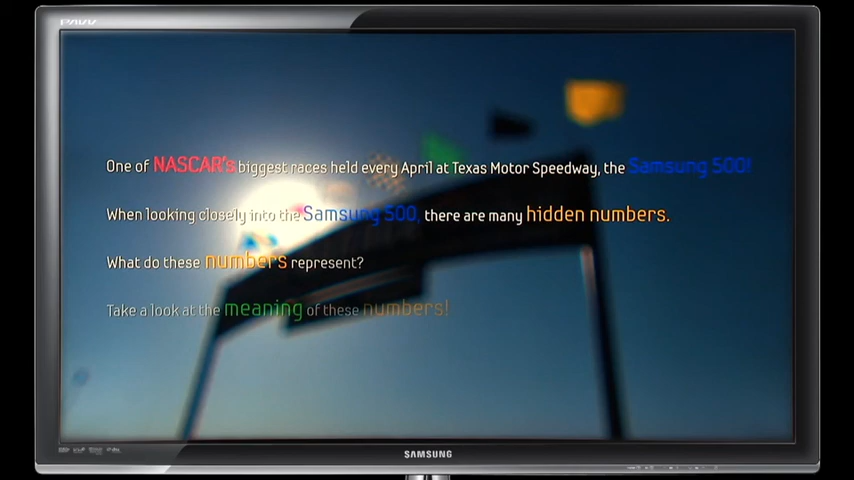 PAVV
One of NASCAR's biggest races held every April at Texas Motor Speedway, the Samsung 500!
When looking closely into the Samsung 500, there are many hidden numbers.
What do these numbers represent?
Take a look at the meaning of these numbers!
SAMSUNG